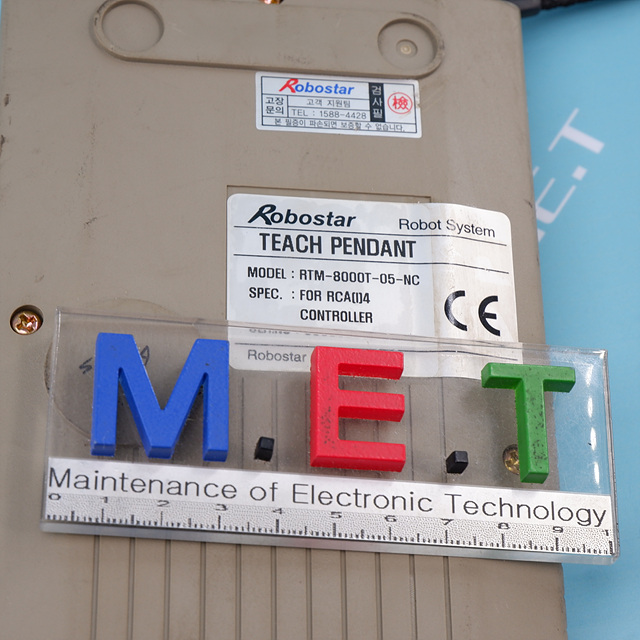 Robostar
고장
문의
고객 지원팀
TEL : 1588-4428
검사필
檢
본 필증이 파손되면 보증할 수 없습니다.
Robostar Robot System
TEACH PENDANT
MODEL : RTM-8000T-05-NC
SPEC. : FOR RCA(I)4
CONTROLLER
CE
Robostar
M.E.T
Maintenance of Electronic Technology
0 1 2 3 4 5 6 7 8 9 1
E.T